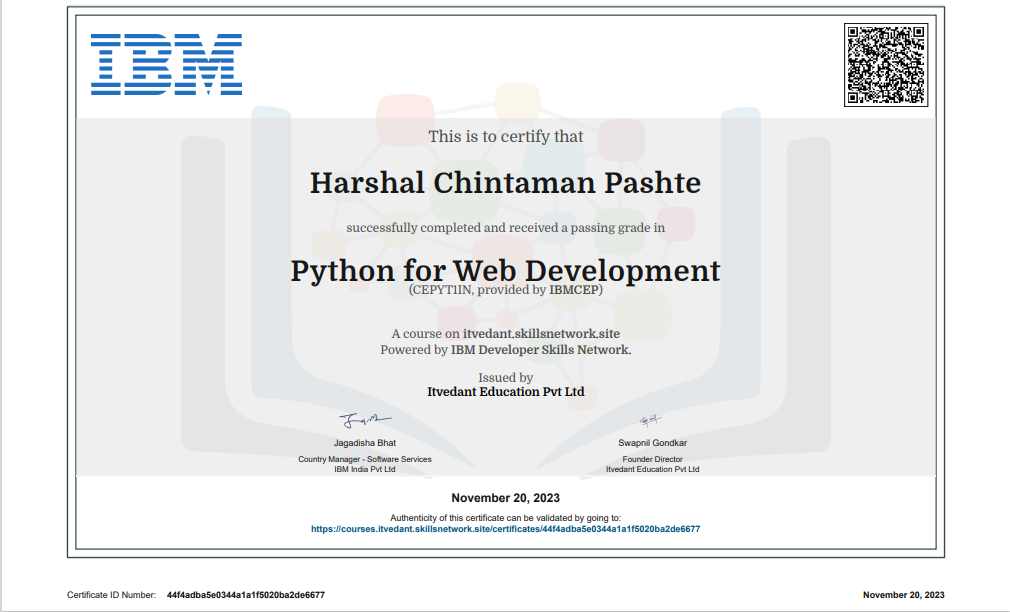 IBM
This is to certify that
Harshal Chintaman Pashte
successfully completed and received a passing grade in
Python for Web Development
(CEPYT1IN, provided by IBMCEP)
A course on itvedant.skillsnetwork.site
Powered by IBM Developer Skills Network.
Issued by
Itvedant Education Pvt Ltd
Jagadisha Bhat
Country Manager - Software Services
IBM India Pvt Ltd
Swapnil Gondkar
Founder Director
Itvedant Education Pvt Ltd
November 20, 2023
Authenticity of this certificate can be validated by going to:
https://courses.itvedant.skillsnetwork.site/certificates/44f4adba5e0344a1a1f5020ba2de6677
Certificate ID Number: 44f4adba5e0344a1a1f5020ba2de6677
November 20, 2023